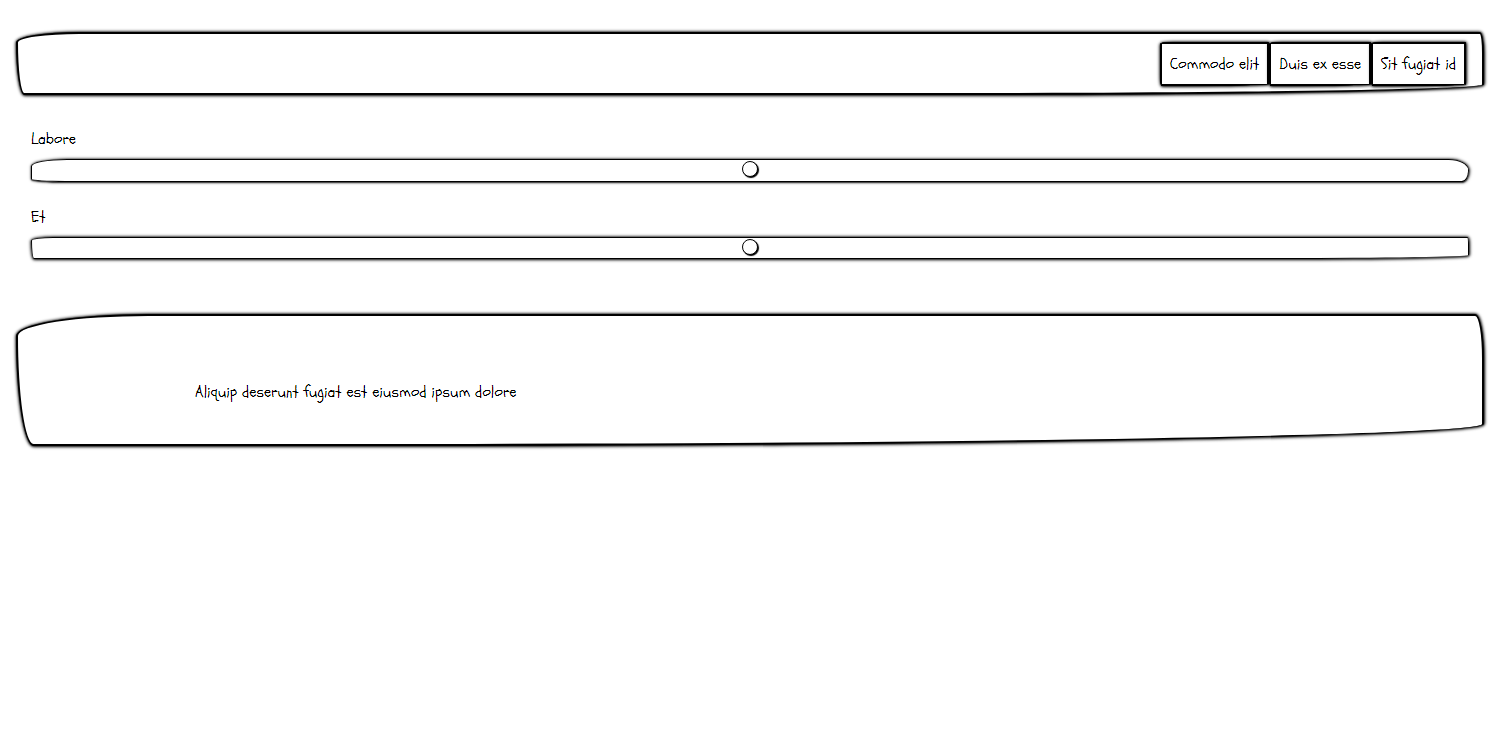 Commodo elit Duis ex esse Sit fugiat id
Labore
Et
Aliquip deserunt fugiat est eiusmod ipsum dolore